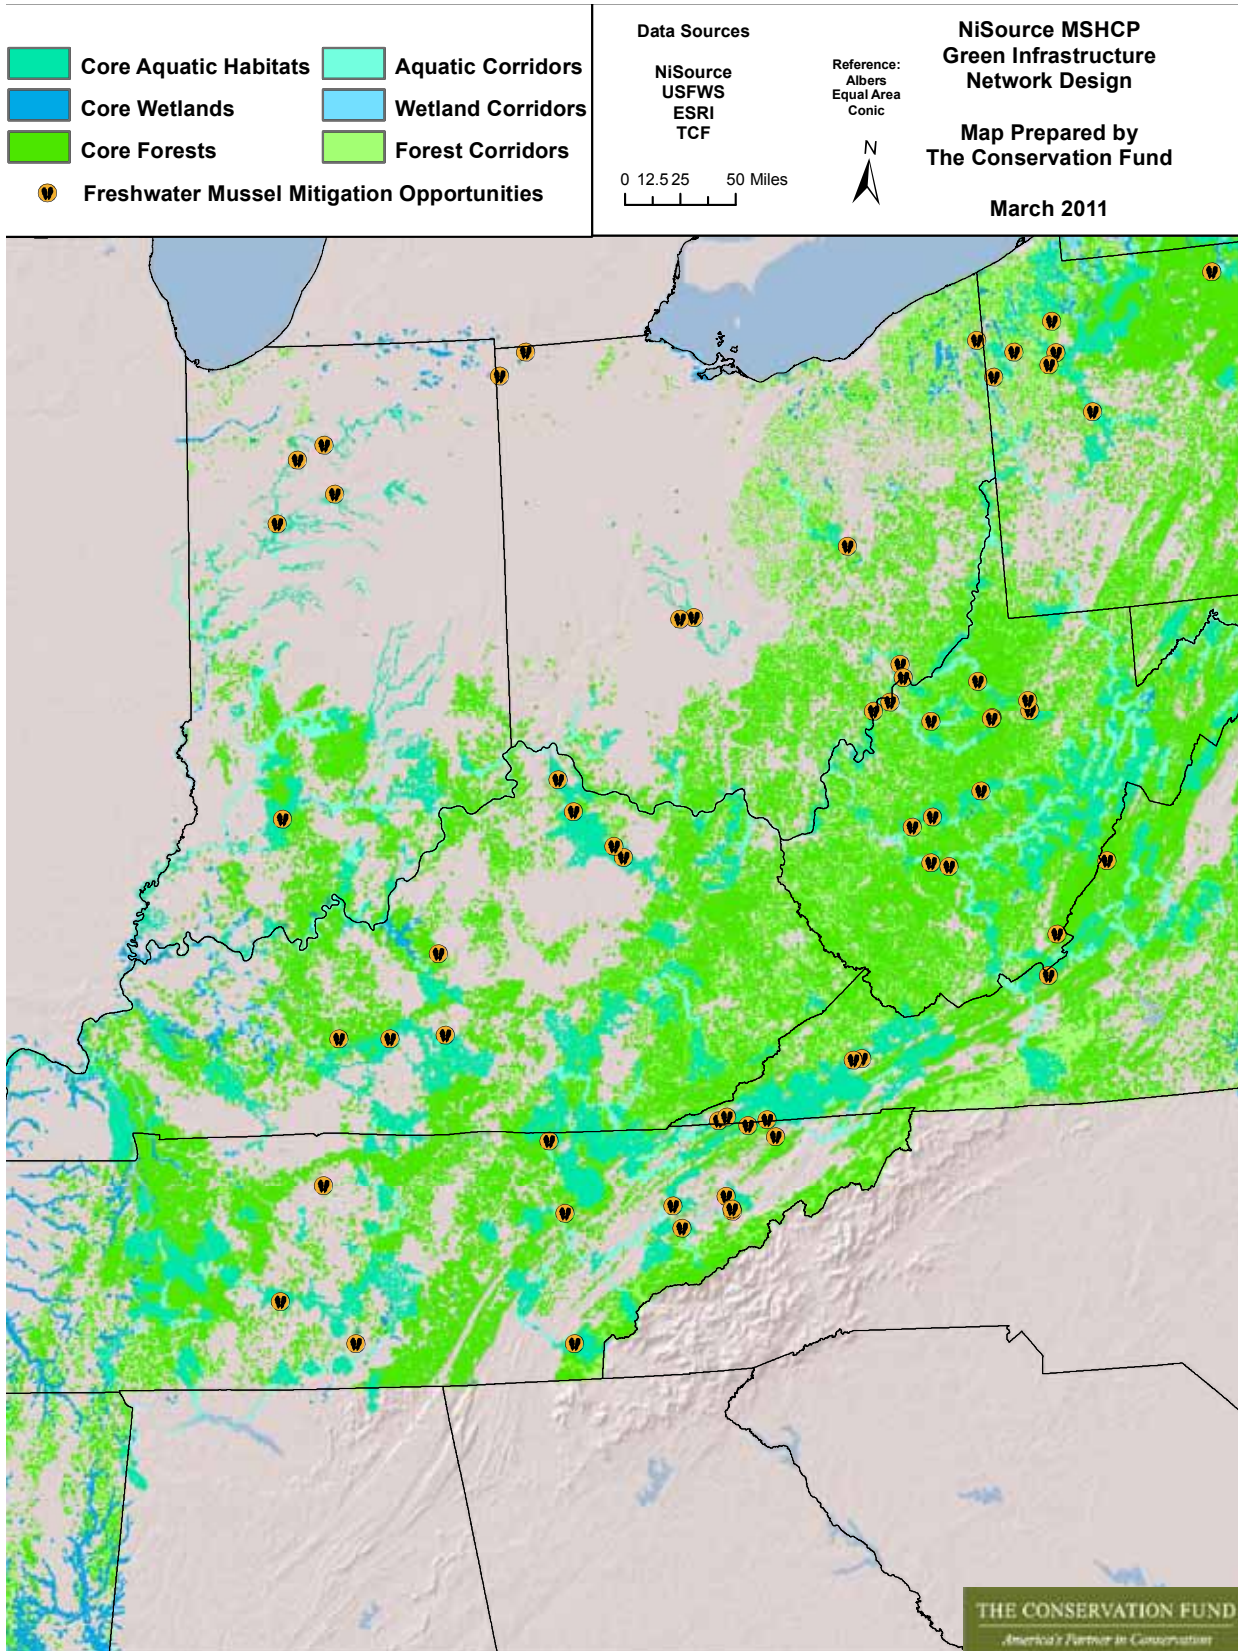 Core Aquatic Habitats
Aquatic Corridors
Core Wetlands
Wetland Corridors
Core Forests
Forest Corridors
Freshwater Mussel Mitigation Opportunities
Data Sources
NiSource
USFWS
ESRI
TCF
0 12.5 25 50 Miles
Reference:
Albers
Equal Area
Conic
N
NiSource MSHCP
Green Infrastructure
Network Design
Map Prepared by
The Conservation Fund
March 2011
THE CONSERVATION FUND
America's Partner in Conservation